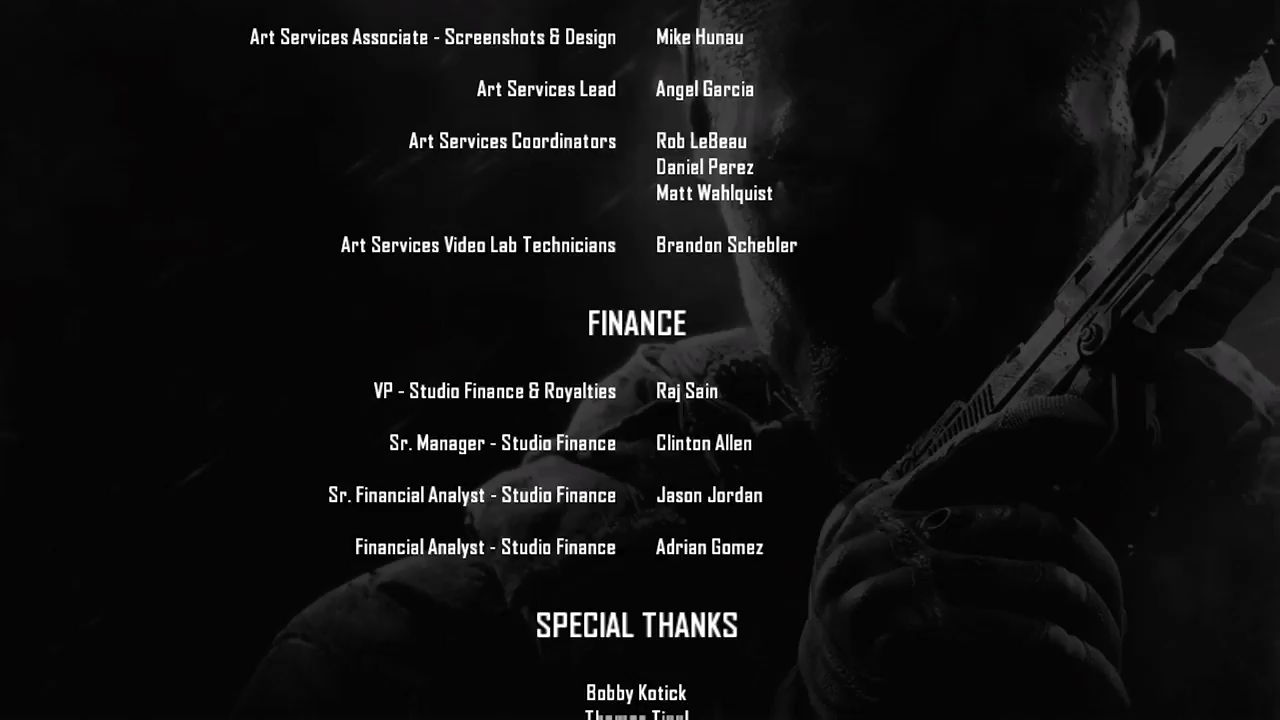 Art Services Associate - Screenshots & Design Mike Hunau
Art Services Lead Angel Garcia
Art Services Coordinators Rob LeBeau
Daniel Perez
Matt Wahlquist
Art Services Video Lab Technicians Brandon Schebler
FINANCE
VP - Studio Finance & Royalties Raj Sain
Sr. Manager - Studio Finance Clinton Allen
Sr. Financial Analyst - Studio Finance Jason Jordan
Financial Analyst - Studio Finance Adrian Gomez
SPECIAL THANKS
Bobby Kotick
Thomas